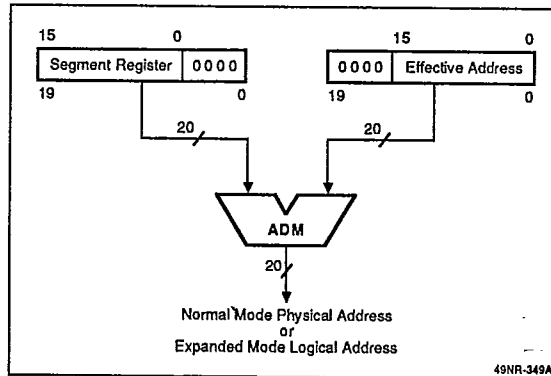 15 0 15 0
Segment Register 0000 0000 Effective Address
19 0 19 0
20 20
ADM
20
Normal Mode Physical Address
or
Expanded Mode Logical Address
49NR-349A